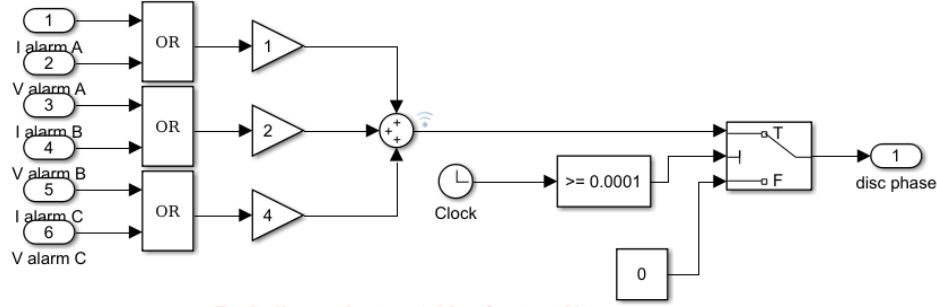 1
I alarm A
2
V alarm A
3
I alarm B
4
V alarm B
5
I alarm C
6
V alarm C
OR
OR
OR
1
2
4
+
+
+
Clock
>= 0.0001
0
T
F
1
disc phase